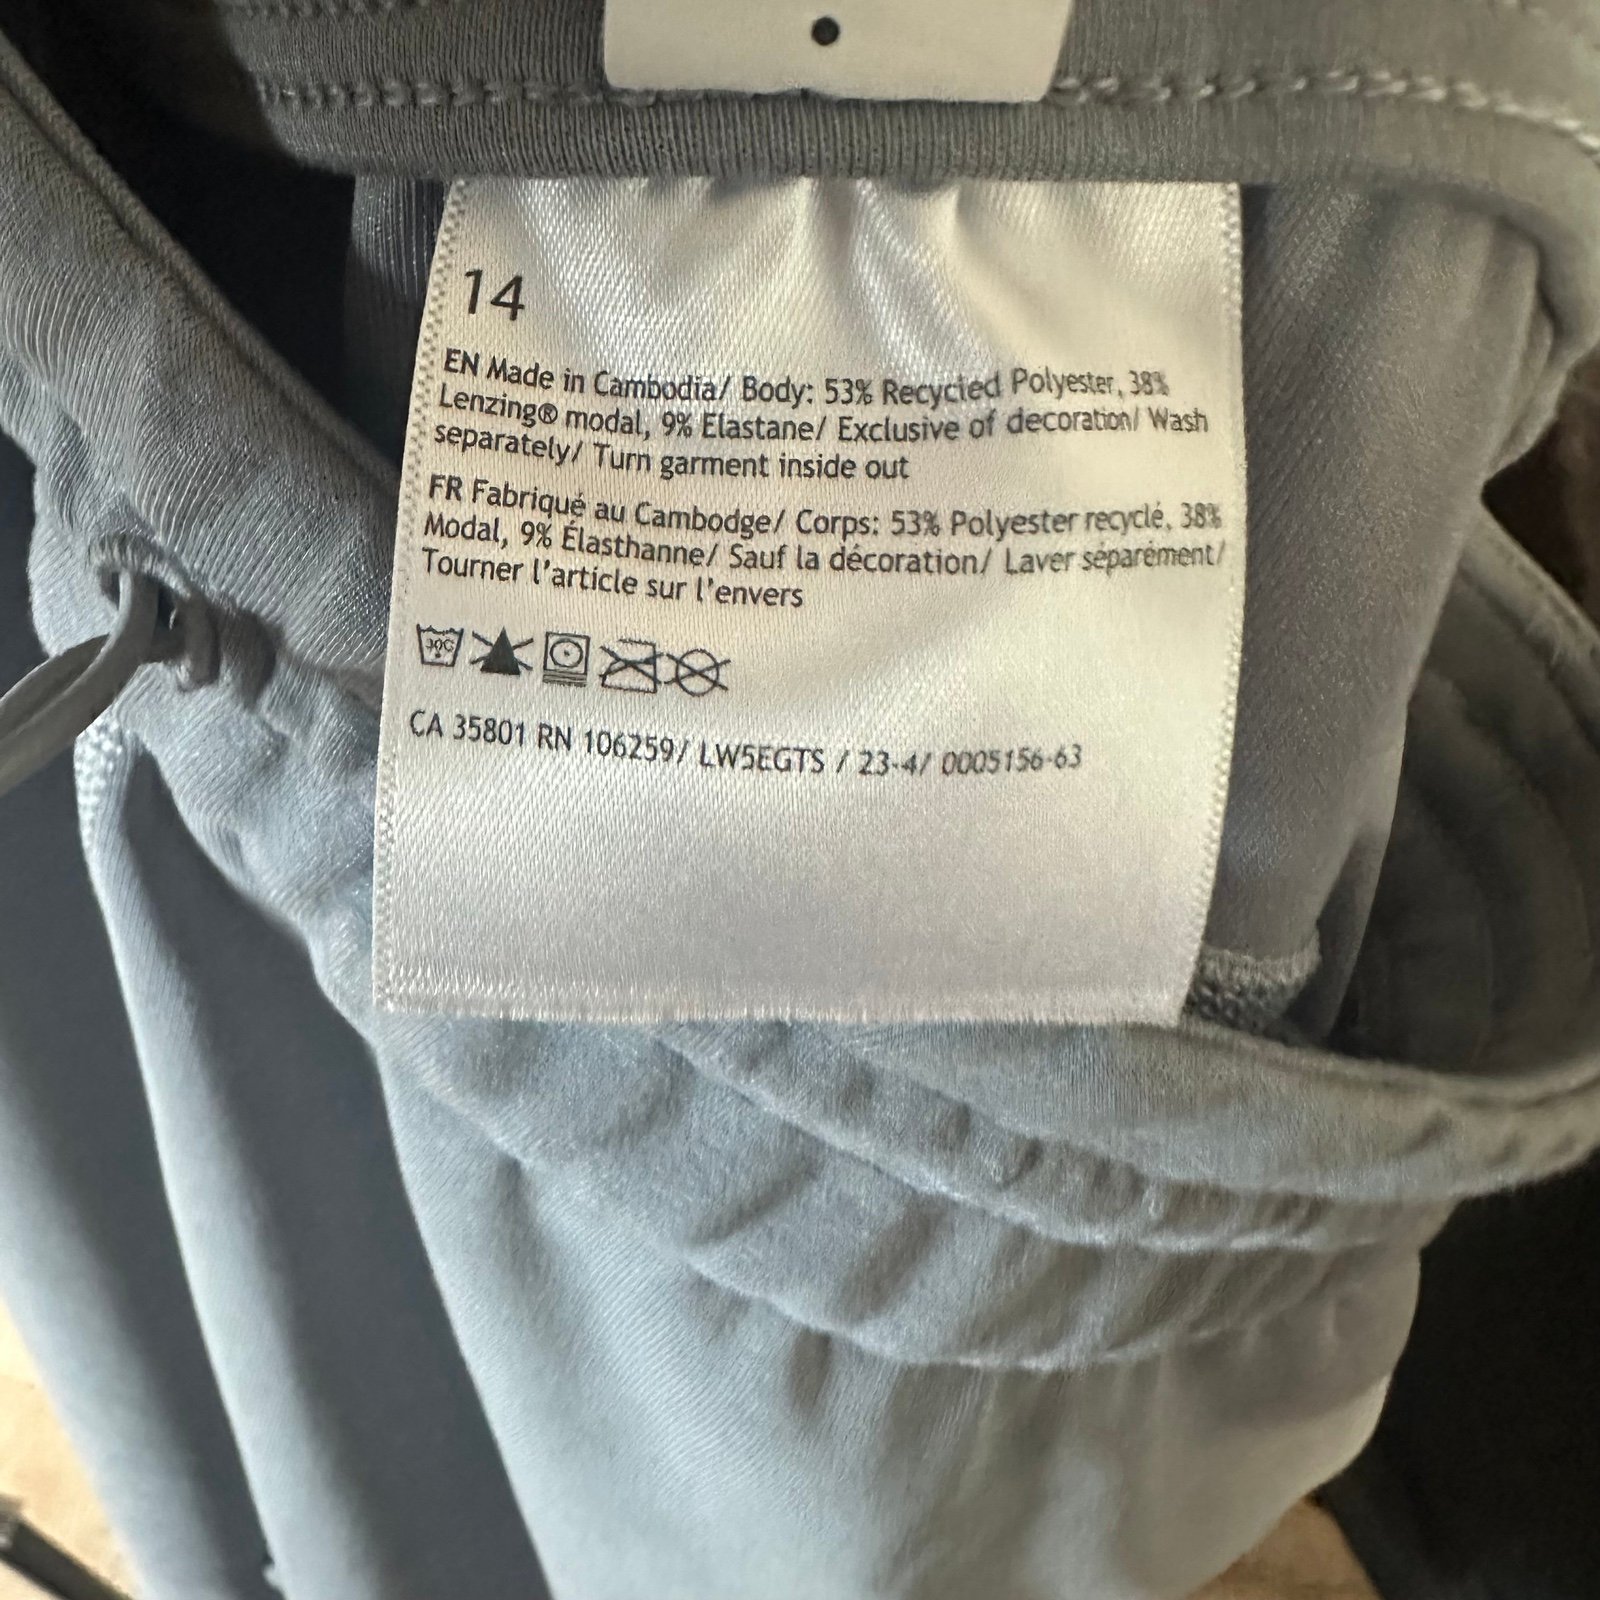 14
EN Made in Cambodia/ Body: 53% Recycled Polyester, 38%
Lenzing® modal, 9% Elastane/ Exclusive of decoration/ Wash
separately/ Turn garment inside out
FR Fabriqué au Cambodge/ Corps: 53% Polyester recyclé, 38%
Modal, 9% Élasthanne/ Sauf la décoration/ Laver séparément/
Tourner l'article sur l'envers
30C
CA 35801 RN 106259/ LW5EGTS / 23-4/ 0005156-63